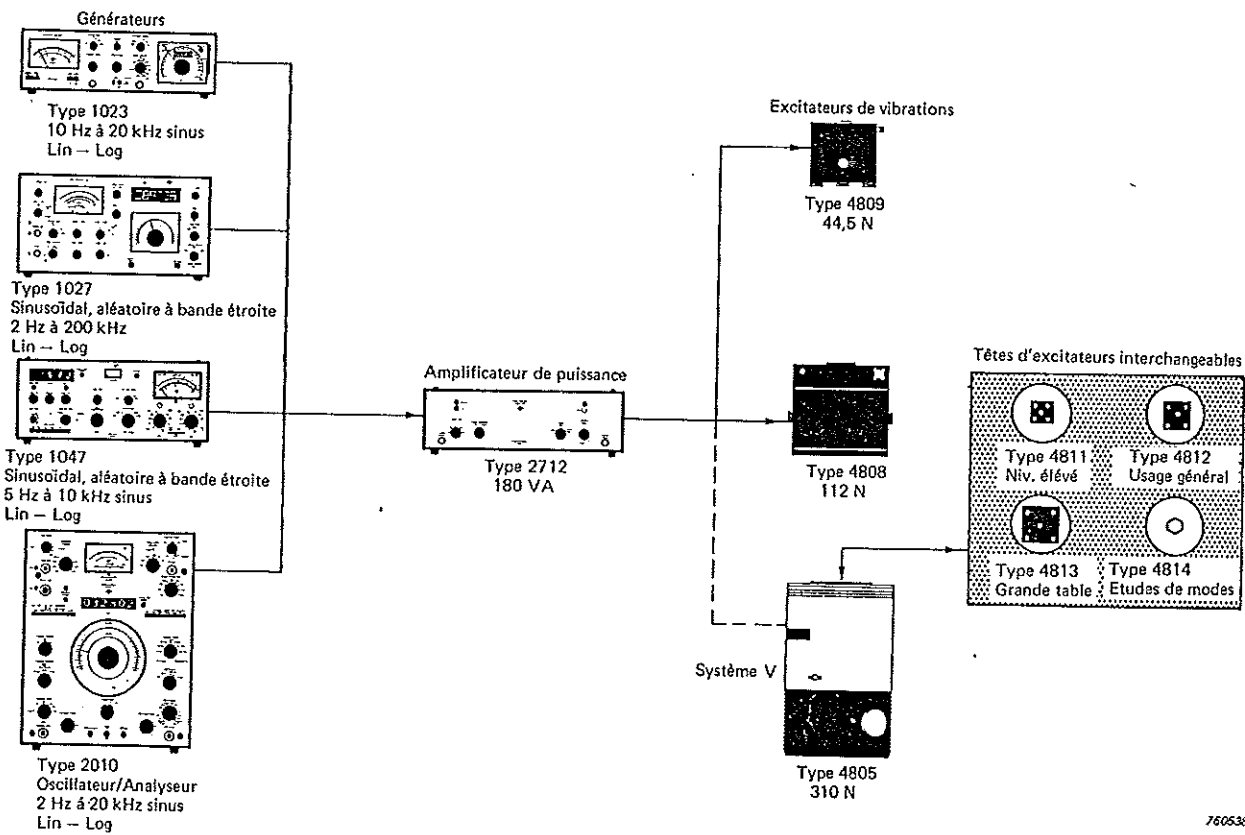 Générateurs
Type 1023
10 Hz à 20 kHz sinus
Lin — Log
Type 1027
Sinusoïdal, aléatoire à bande étroite
2 Hz à 200 kHz
Lin — Log
Type 1047
Sinusoïdal, aléatoire à bande étroite
5 Hz à 10 kHz sinus
Lin — Log
Type 2010
Oscillateur/Analyseur
2 Hz á 20 kHz sinus
Lin — Log
Amplificateur de puissance
Type 2712
180 VA
Excitateurs de vibrations
Type 4809
44,5 N
Type 4808
112 N
Système V
Type 4805
310 N
Têtes d'excitateurs interchangeables
Type 4811
Niv. élévé
Type 4812
Usage général
Type 4813
Grande table
Type 4814
Etudes de modes
760538